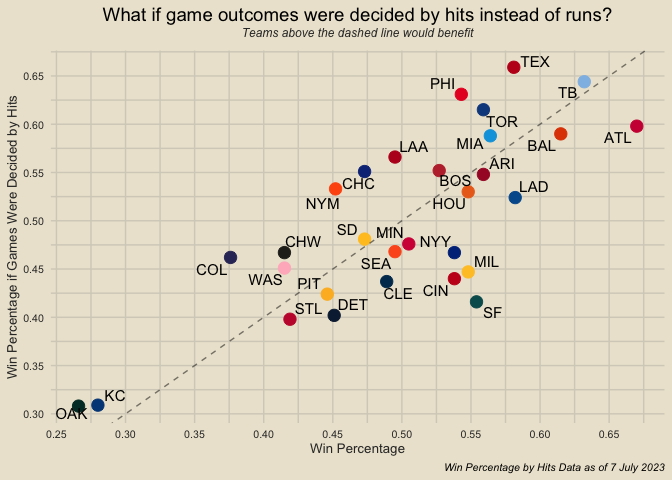 What if game outcomes were decided by hits instead of runs?
Teams above the dashed line would benefit
Win Percentage if Games Were Decided by Hits
0.65
0.60
0.55
0.50
0.45
0.40
0.35
0.30
TEX
PHI
TB
TOR
ATL
MIA
BAL
LAA
ARI
CHC
BOS
LAD
NYM
HOU
SD
MIN
NYY
CHW
SEA
MIL
COL
WAS
PIT
CLE
CIN
STL
DET
SF
KC
OAK
0.25
0.30
0.35
0.40
0.45
0.50
0.55
0.60
0.65
Win Percentage
Win Percentage by Hits Data as of 7 July 2023